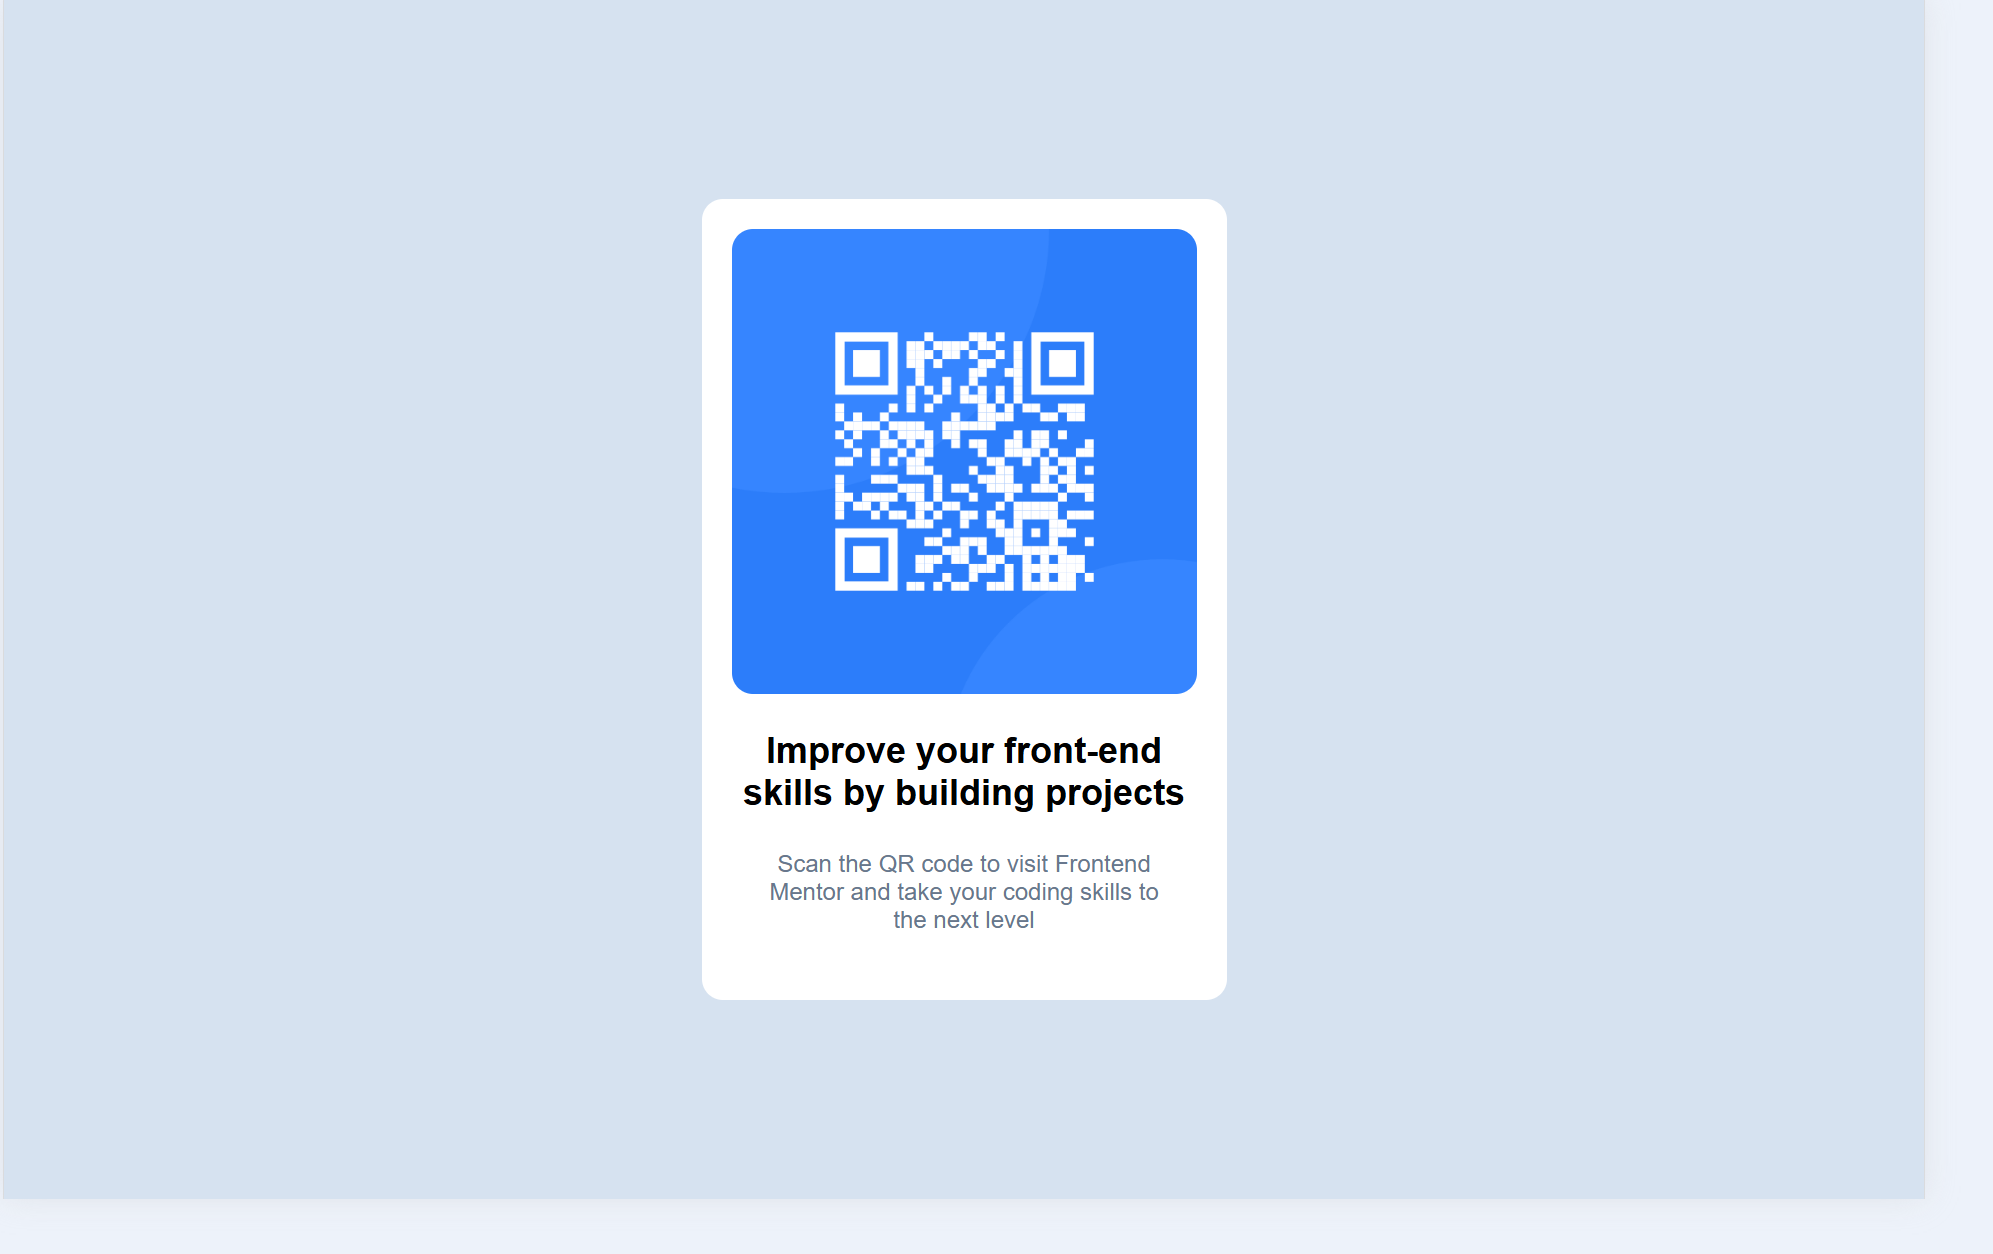 Improve your front-end
skills by building projects
Scan the QR code to visit Frontend
Mentor and take your coding skills to
the next level